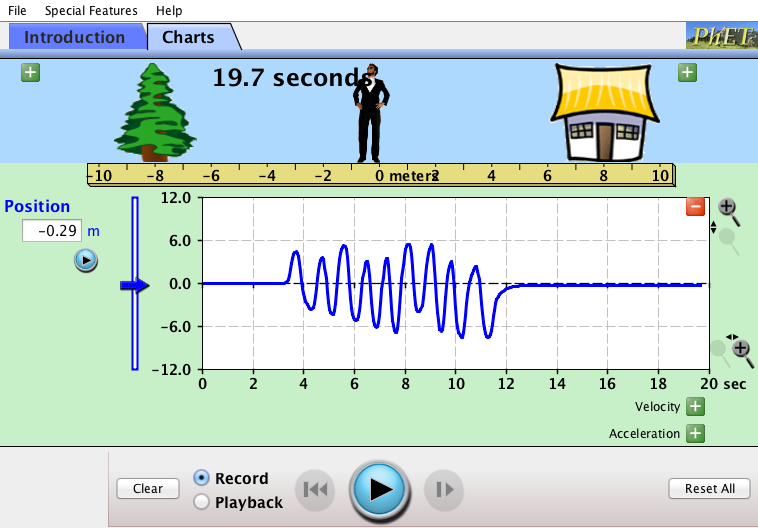 File Special Features Help
Introduction Charts
PhET
19.7 seconds
-10 -8 -6 -4 -2 0 meters 2 4 6 8 10
Position
-0.29 m
12.0
6.0
0.0
-6.0
-12.0
0 2 4 6 8 10 12 14 16 18 20 sec
Velocity
Acceleration
Clear
Record
Playback
Reset All